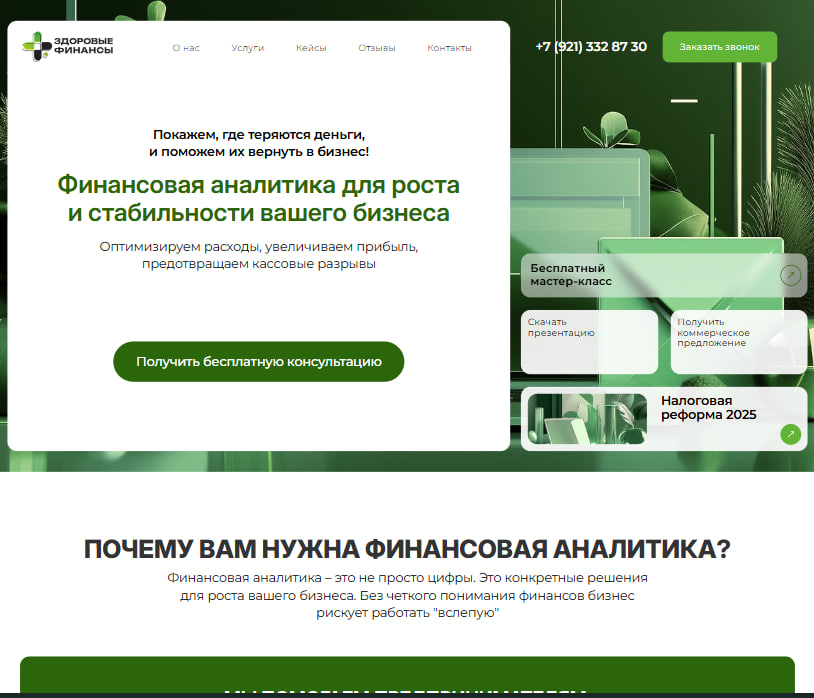 ЗДОРОВЫЕ
ФИНАНСЫ
О нас Услуги Кейсы Отзывы Контакты
+7 (921) 332 87 30
Заказать звонок
Покажем, где теряются деньги,
и поможем их вернуть в бизнес!
Финансовая аналитика для роста
и стабильности вашего бизнеса
Оптимизируем расходы, увеличиваем прибыль,
предотвращаем кассовые разрывы
Получить бесплатную консультацию
Бесплатный
мастер-класс
Скачать
презентацию
Получить
коммерческое
предложение
Налоговая
реформа 2025
ПОЧЕМУ ВАМ НУЖНА ФИНАНСОВАЯ АНАЛИТИКА?
Финансовая аналитика – это не просто цифры. Это конкретные решения
для роста вашего бизнеса. Без четкого понимания финансов бизнес
рискует работать "вслепую"
МЫ ПОМОГАЕМ ПРЕДПРИНИМАТЕЛЯМ